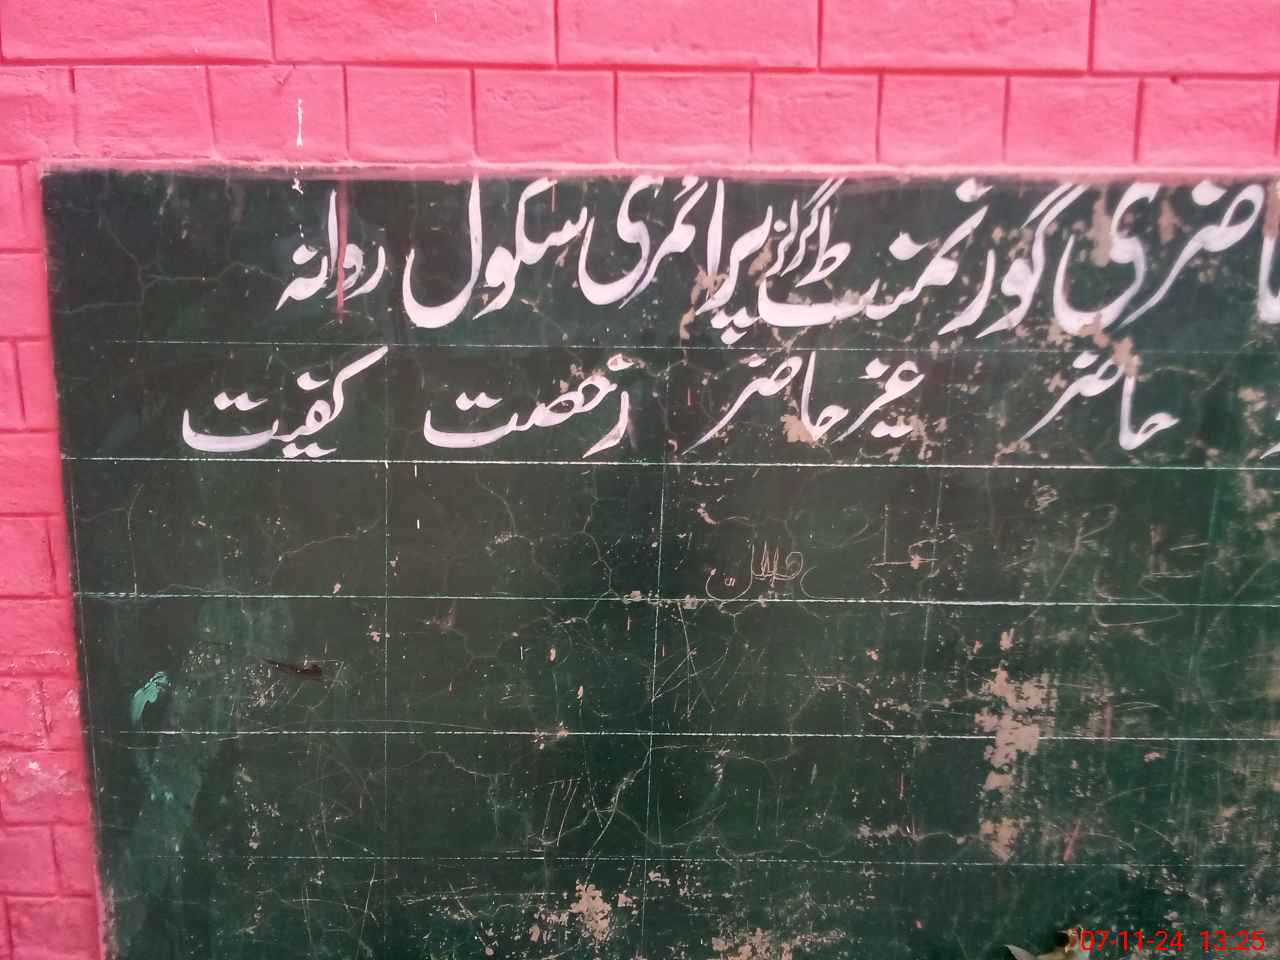 حاضری گورنمنٹ گرلز پرائمری سکول روانہ
حاضر غیر حاضر رخصت کیفیت
07-11-24 13:25